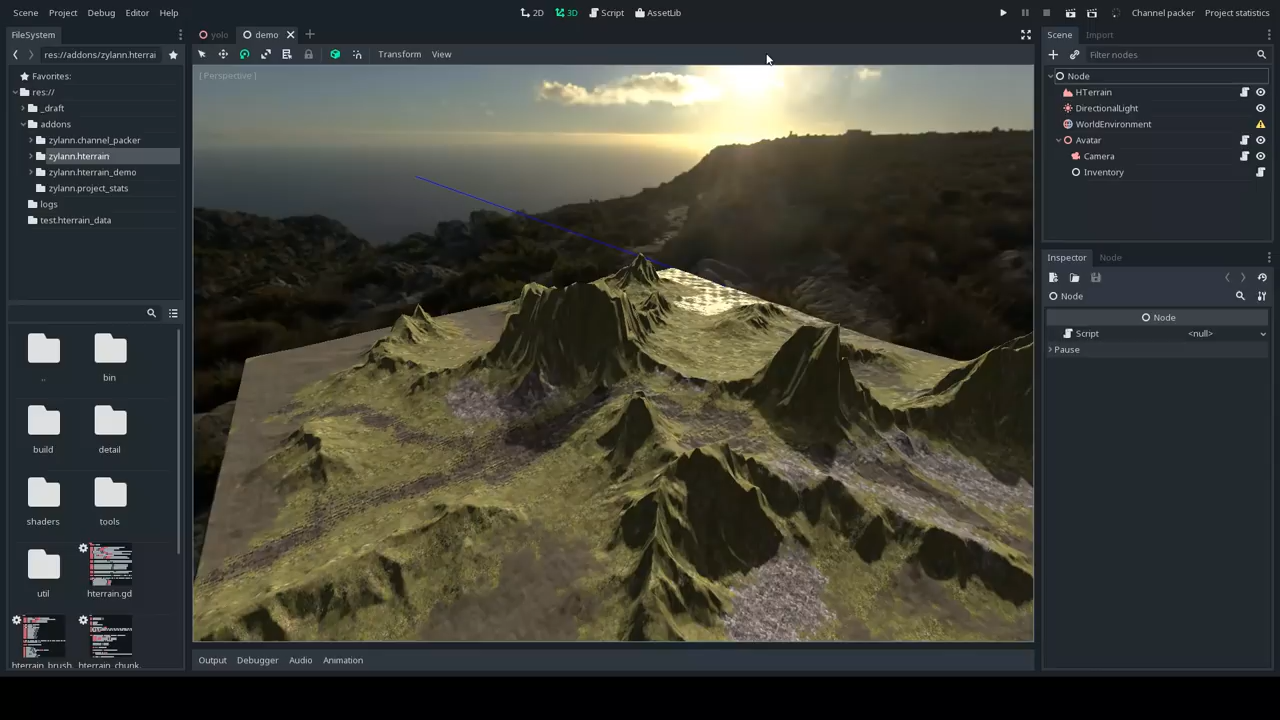 Scene Project Debug Editor Help
2D 3D Script AssetLib
Channel packer Project statistics
FileSystem
res://addons/zylann.hterrai
Favorites:
res://
_draft
addons
zylann.channel_packer
zylann.hterrain
zylann.hterrain_demo
zylann.project_stats
logs
test.hterrain_data
..
bin
build
detail
shaders
tools
util
hterrain.gd
hterrain_brush.
hterrain_chunk.
yolo demo
Transform View
[ Perspective ]
Output Debugger Audio Animation
Scene Import
Filter nodes
Node
HTerrain
DirectionalLight
WorldEnvironment
Avatar
Camera
Inventory
Inspector Node
Node
Node
Script <null>
Pause